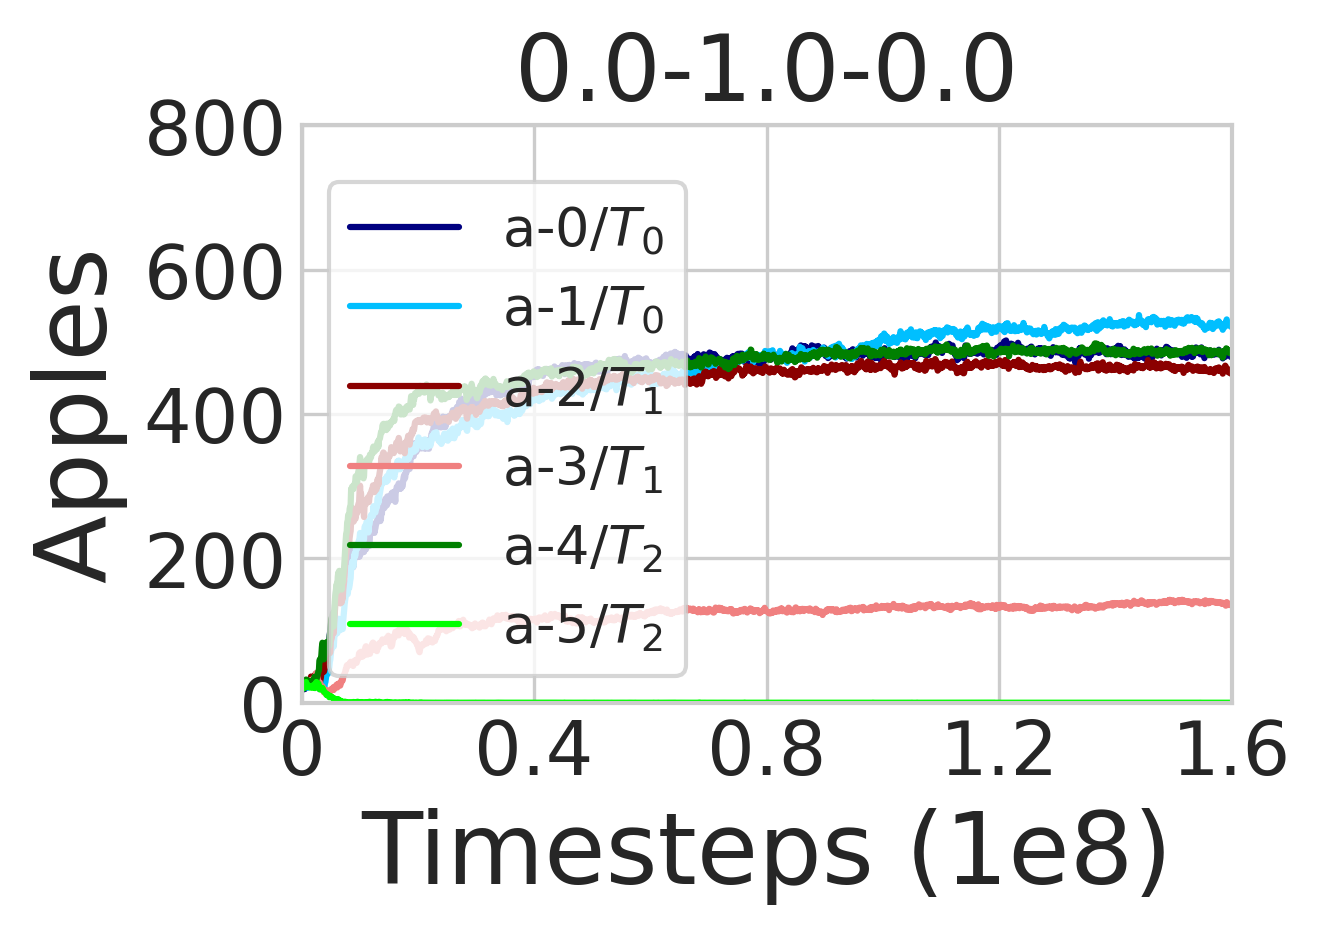 0.0-1.0-0.0
Apples
800
600
400
200
0
a-0/T₀
a-1/T₀
a-2/T₁
a-3/T₁
a-4/T₂
a-5/T₂
0 0.4 0.8 1.2 1.6
Timesteps (1e8)